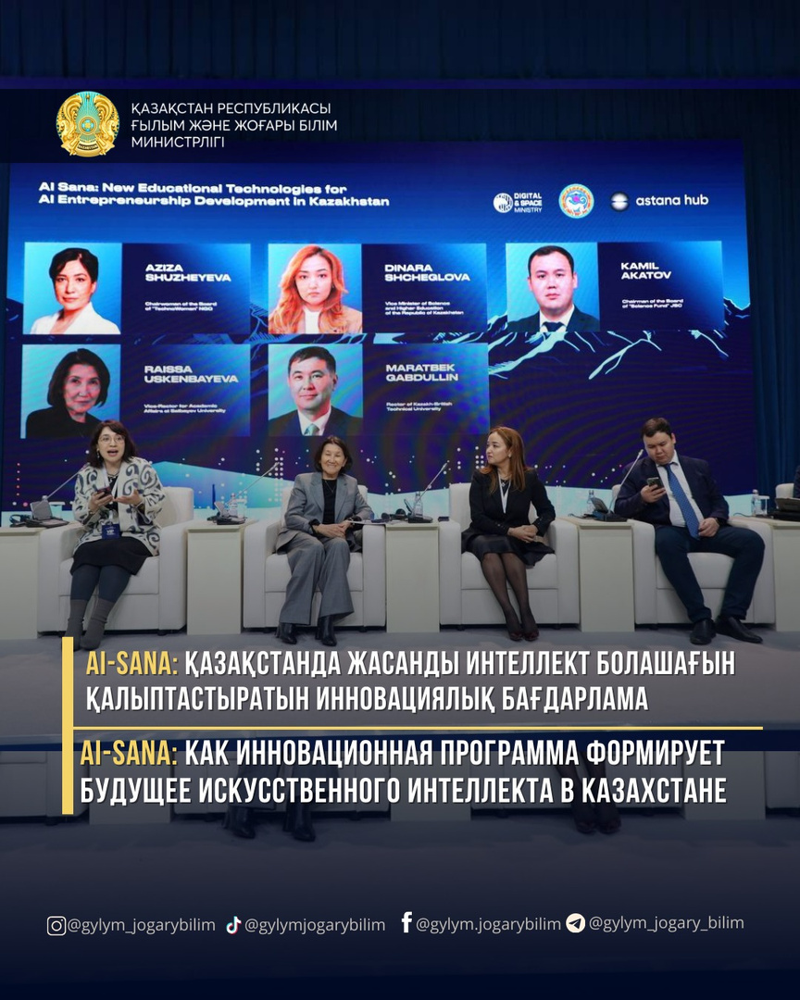 ҚАЗАҚСТАН РЕСПУБЛИКАСЫ
ҒЫЛЫМ ЖӘНЕ ЖОҒАРЫ БІЛІМ
МИНИСТРЛІГІ
AI Sana: New Educational Technologies for
AI Entrepreneurship Development in Kazakhstan
DIGITAL
& SPACE
MINISTRY
astana hub
AZIZA
SHUZHEYEVA
Chairwoman of the Board
of "TechnoWomen" NGO
DINARA
SHCHEGLOVA
Vice Minister of Science
and Higher Education
of the Republic of Kazakhstan
KAMIL
AKATOV
Chairman of the Board
of "Science Fund" JSC
RAISSA
USKENBAYEVA
Vice-Rector for Academic
Affairs at Satbayev University
MARATBEK
GABDULLIN
Rector of Kazakh-British
Technical University
AI-SANA: ҚАЗАҚСТАНДА ЖАСАНДЫ ИНТЕЛЛЕКТ БОЛАШАҒЫН
ҚАЛЫПТАСТЫРАТЫН ИННОВАЦИЯЛЫҚ БАҒДАРЛАМА
AI-SANA: КАК ИННОВАЦИОННАЯ ПРОГРАММА ФОРМИРУЕТ
БУДУЩЕЕ ИСКУССТВЕННОГО ИНТЕЛЛЕКТА В КАЗАХСТАНЕ
@gylym_jogarybilim @gylymjogarybilim @gylym.jogarybilim @gylym_jogary_bilim